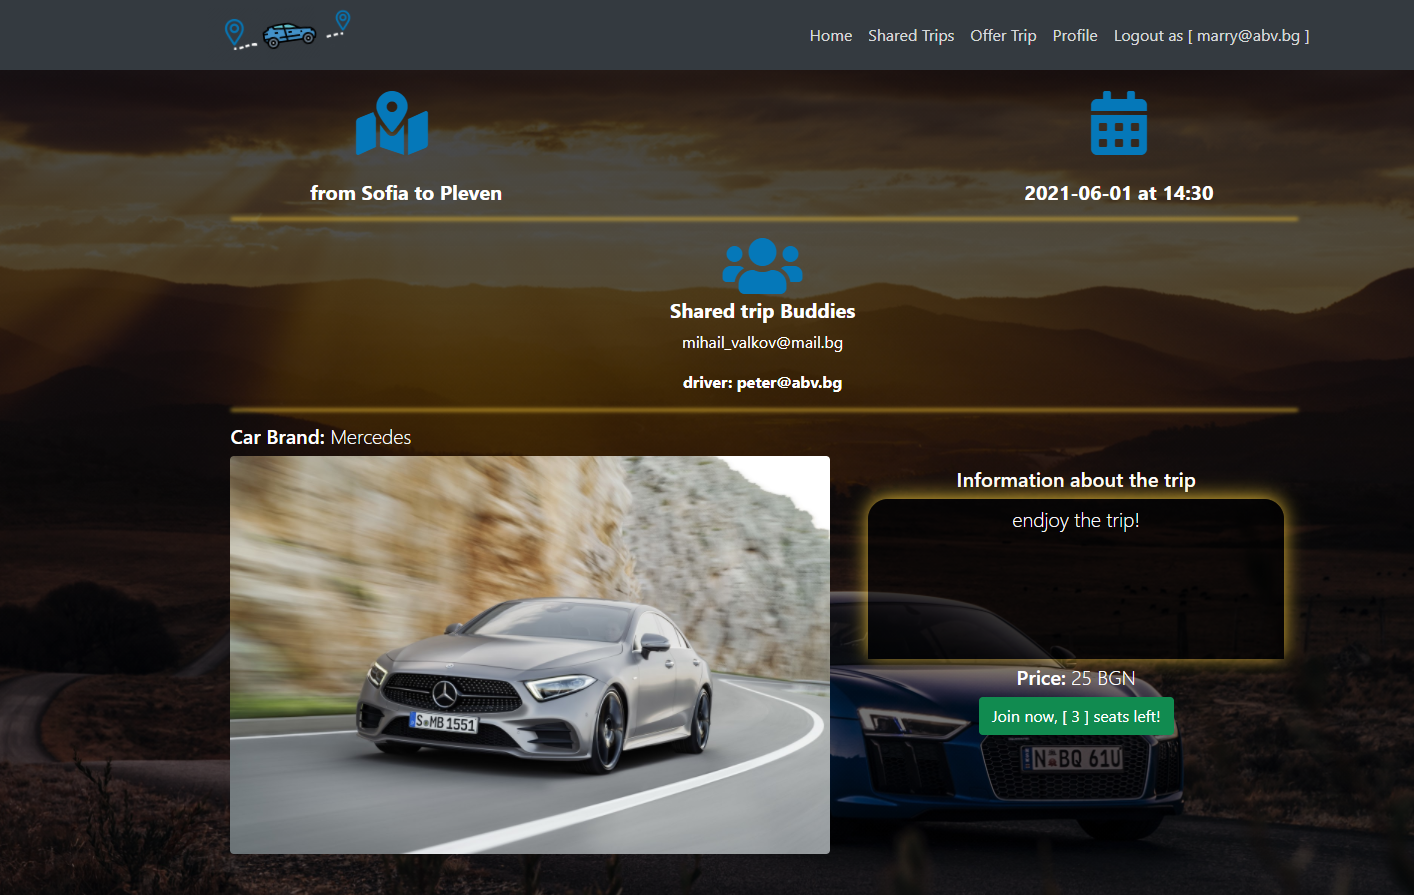 Home Shared Trips Offer Trip Profile Logout as [ marry@abv.bg ]
from Sofia to Pleven
2021-06-01 at 14:30
Shared trip Buddies
mihail_valkov@mail.bg
driver: peter@abv.bg
Car Brand: Mercedes
S MB 1551
Information about the trip
endjoy the trip!
Price: 25 BGN
Join now, [ 3 ] seats left!
N BQ 61U